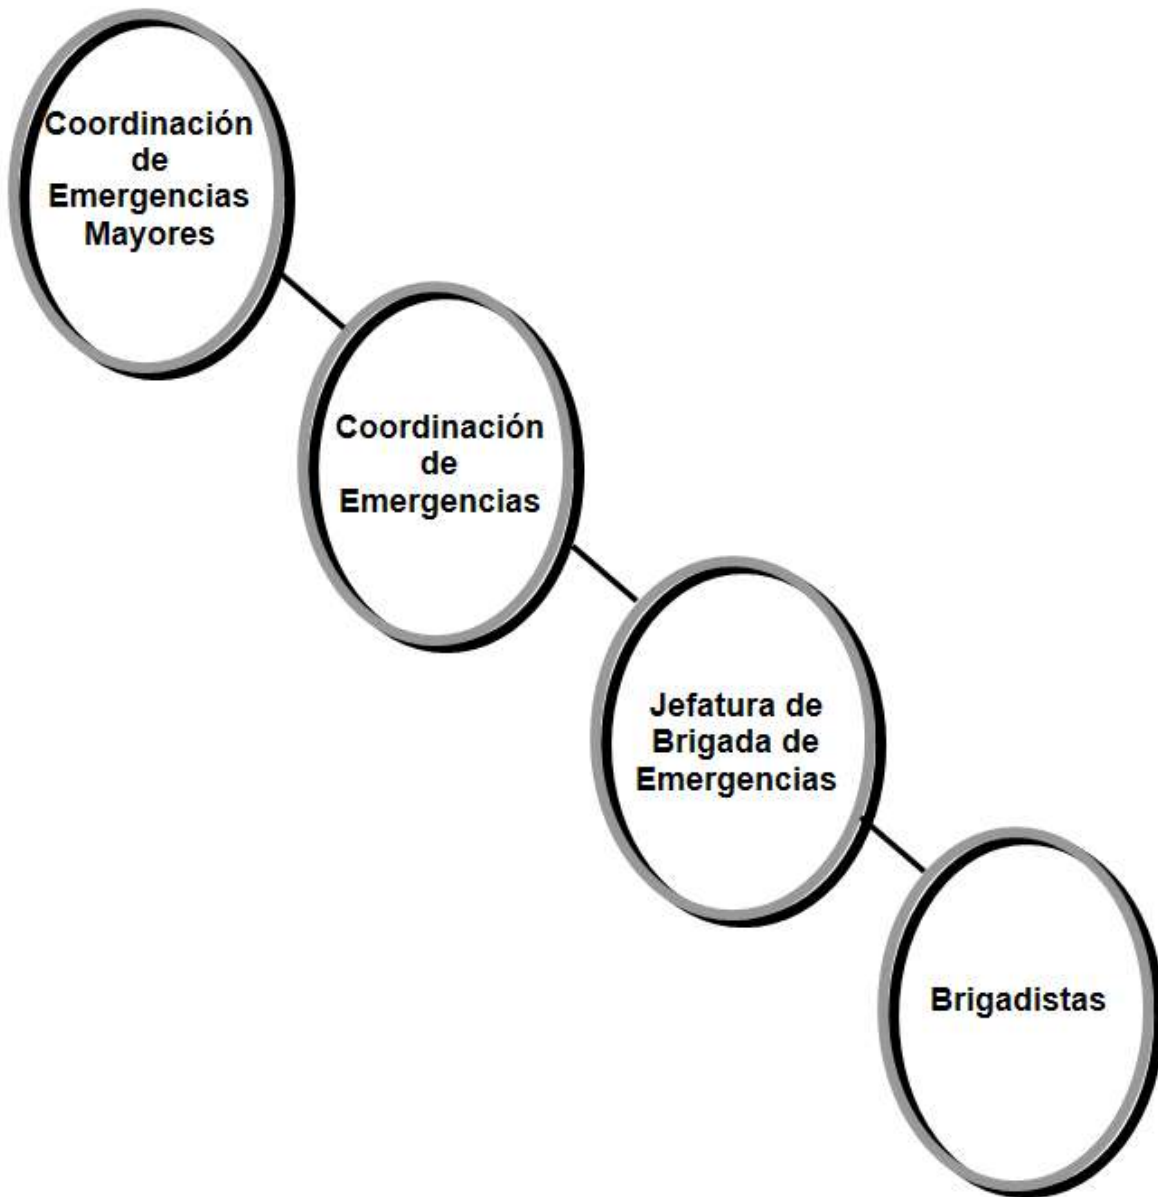 Coordinación
de
Emergencias
Mayores
Coordinación
de
Emergencias
Jefatura de
Brigada de
Emergencias
Brigadistas